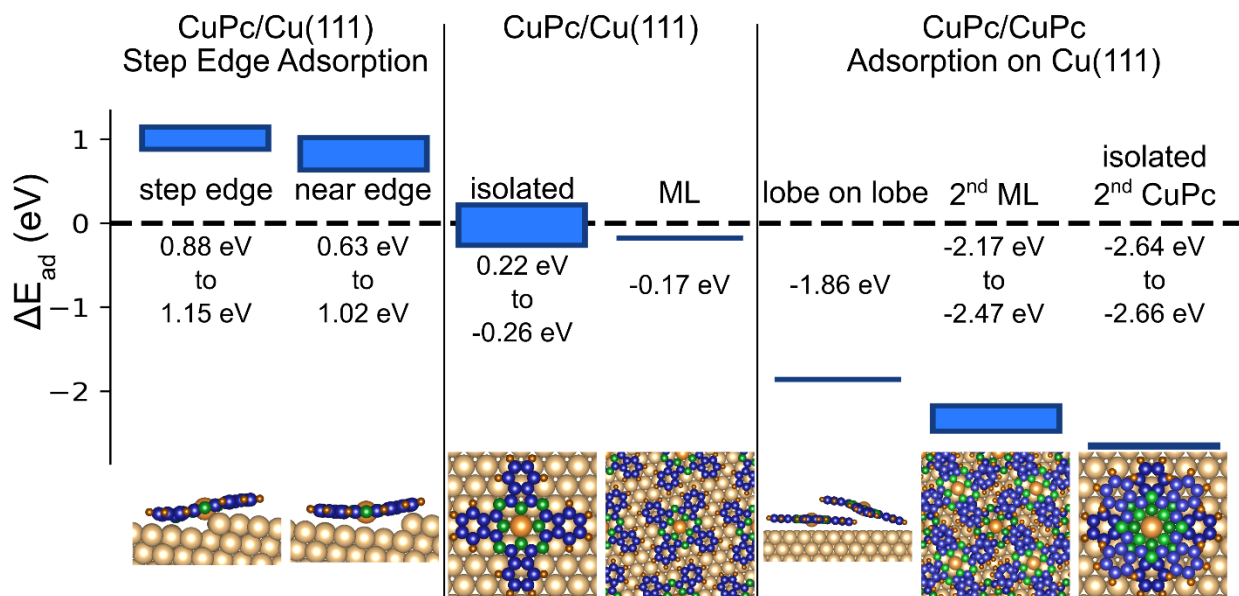 CuPc/Cu(111)
Step Edge Adsorption
CuPc/Cu(111)
CuPc/CuPc
Adsorption on Cu(111)
ΔE_ad (eV)
1
0
−1
−2
step edge
0.88 eV
to
1.15 eV
near edge
0.63 eV
to
1.02 eV
isolated
0.22 eV
to
-0.26 eV
ML
-0.17 eV
lobe on lobe
-1.86 eV
2nd ML
-2.17 eV
to
-2.47 eV
isolated
2nd CuPc
-2.64 eV
to
-2.66 eV